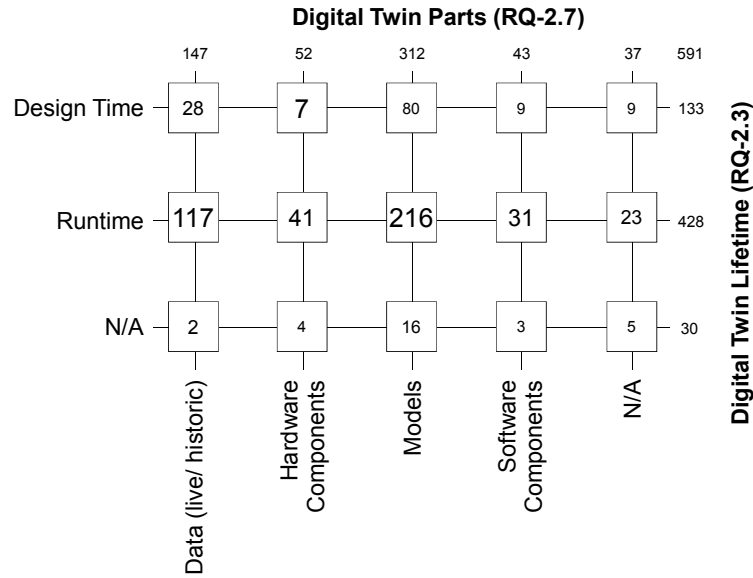 Digital Twin Parts (RQ-2.7)
147 52 312 43 37 591
Design Time 28 7 80 9 9 133
Runtime 117 41 216 31 23 428
N/A 2 4 16 3 5 30
Data (live/ historic)
Hardware
Components
Models
Software
Components
N/A
Digital Twin Lifetime (RQ-2.3)